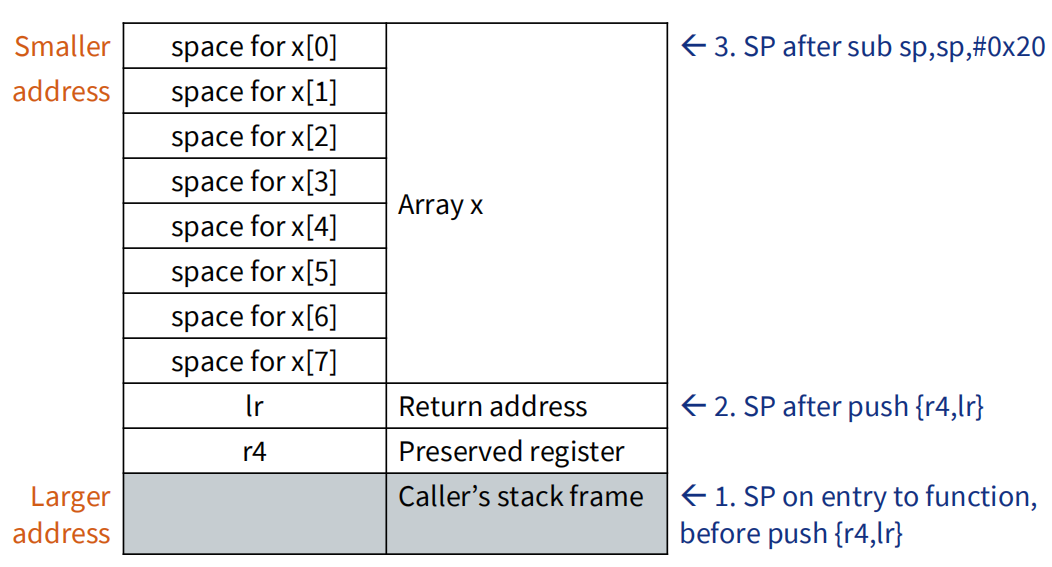 Smaller
address
space for x[0]
space for x[1]
space for x[2]
space for x[3]
space for x[4]
space for x[5]
space for x[6]
space for x[7]
Array x
← 3. SP after sub sp,sp,#0x20
lr
Return address
← 2. SP after push {r4,lr}
r4
Preserved register
Larger
address
Caller’s stack frame
← 1. SP on entry to function,
before push {r4,lr}